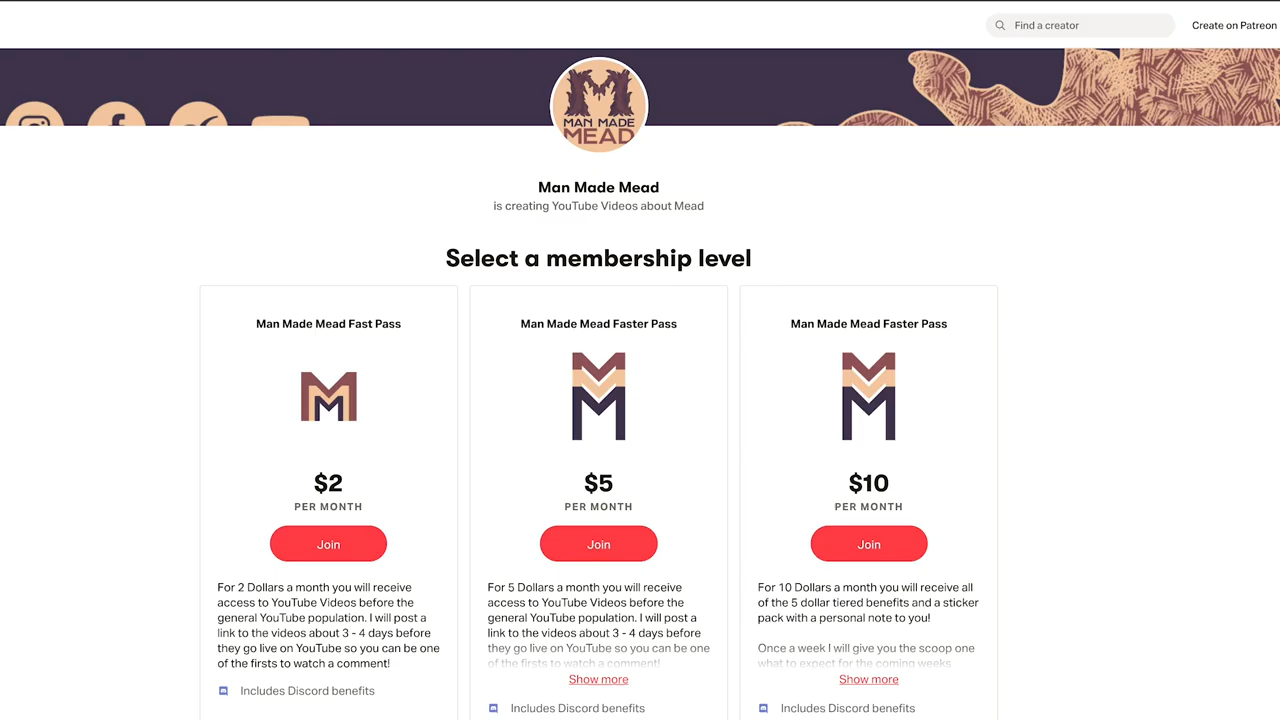 Find a creator
Create on Patreon
MAN MADE
MEAD
Man Made Mead
is creating YouTube Videos about Mead
Select a membership level
Man Made Mead Fast Pass
$2
PER MONTH
Join
For 2 Dollars a month you will receive
access to YouTube Videos before the
general YouTube population. I will post a
link to the videos about 3 - 4 days before
they go live on YouTube so you can be one
of the firsts to watch a comment!
Includes Discord benefits
Man Made Mead Faster Pass
$5
PER MONTH
Join
For 5 Dollars a month you will receive
access to YouTube Videos before the
general YouTube population. I will post a
link to the videos about 3 - 4 days before
they go live on YouTube so you can be one
of the firsts to watch a comment!
Show more
Includes Discord benefits
Man Made Mead Faster Pass
$10
PER MONTH
Join
For 10 Dollars a month you will receive all
of the 5 dollar tiered benefits and a sticker
pack with a personal note to you!
Once a week I will give you the scoop one
what to expect for the coming weeks
Show more
Includes Discord benefits